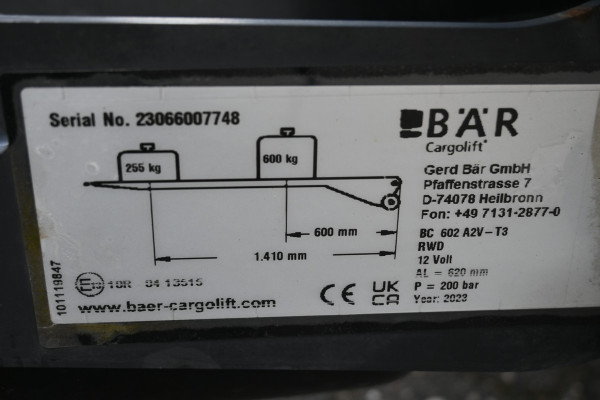 Serial No. 23066007748
BÄR
Cargolift
255 kg
600 kg
Gerd Bär GmbH
Pfaffenstrasse 7
D-74078 Heilbronn
Fon: +49 7131-2877-0
600 mm
1.410 mm
BC 602 A2V-T3
RWD
12 Volt
AL = 620 mm
P = 200 bar
Year: 2023
10R 04 13515
www.baer-cargolift.com
CE
UK
CA
101119847